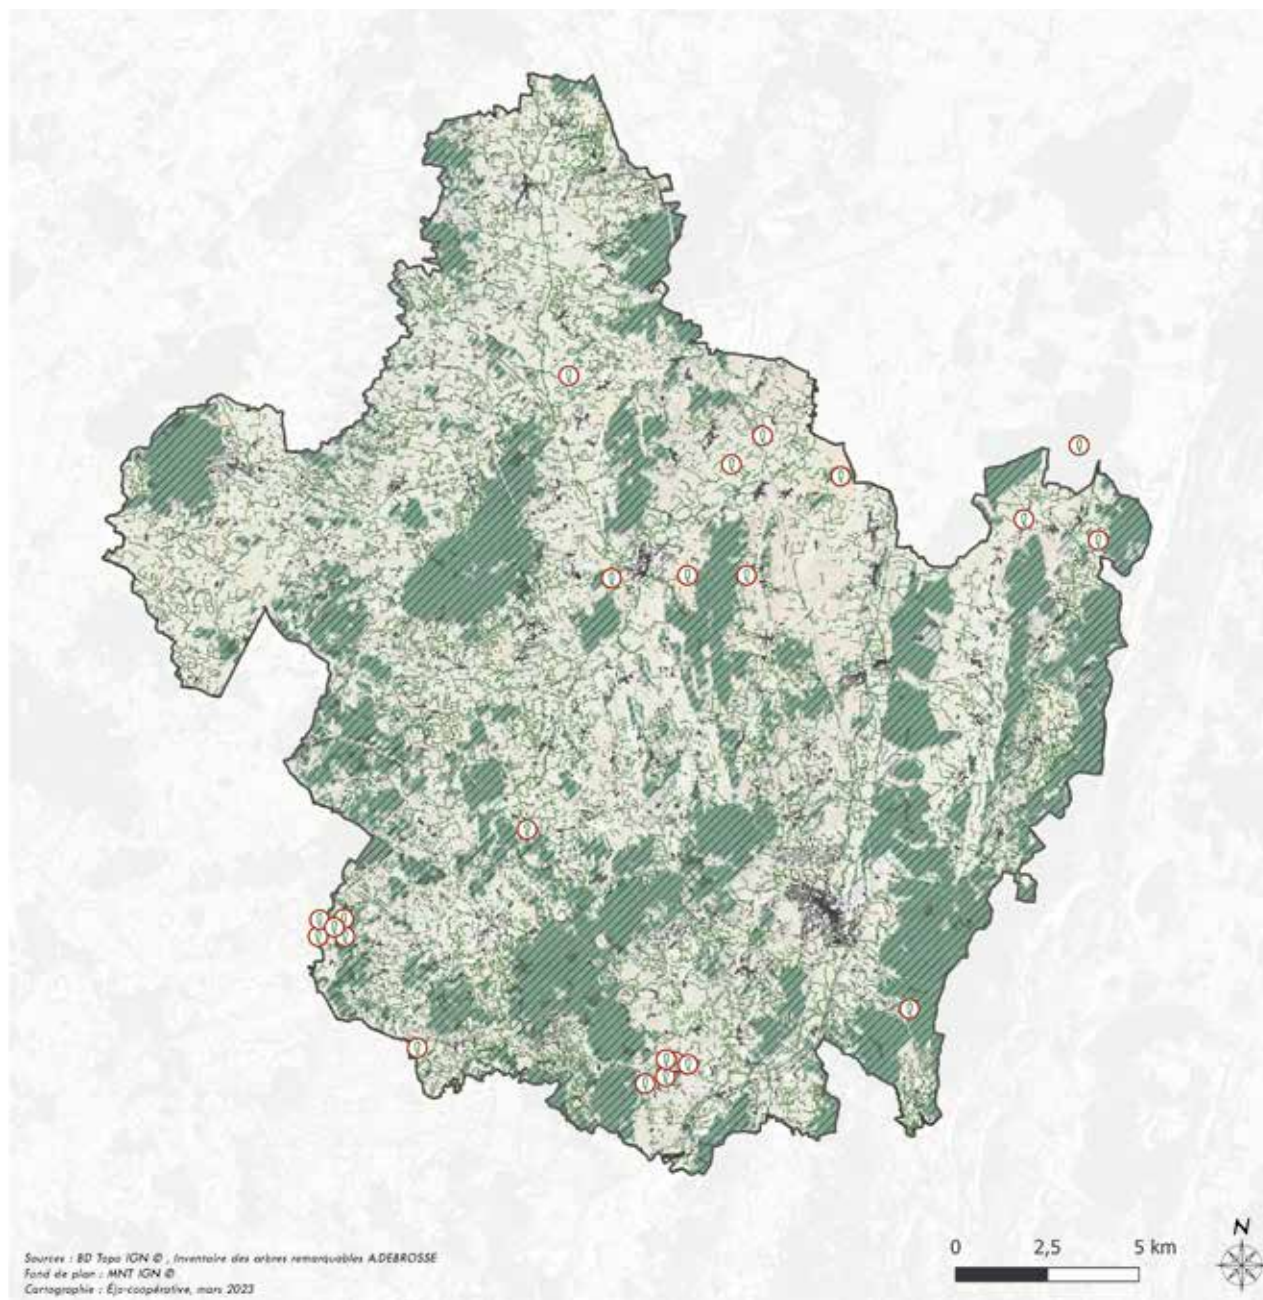 N
0 2,5 5 km
Sources : BD Topo IGN © , Inventaire des arbres remarquables A.DEBROSSE
Fond de plan : MNT IGN ©
Cartographie : Éjo-coopérative, mars 2023